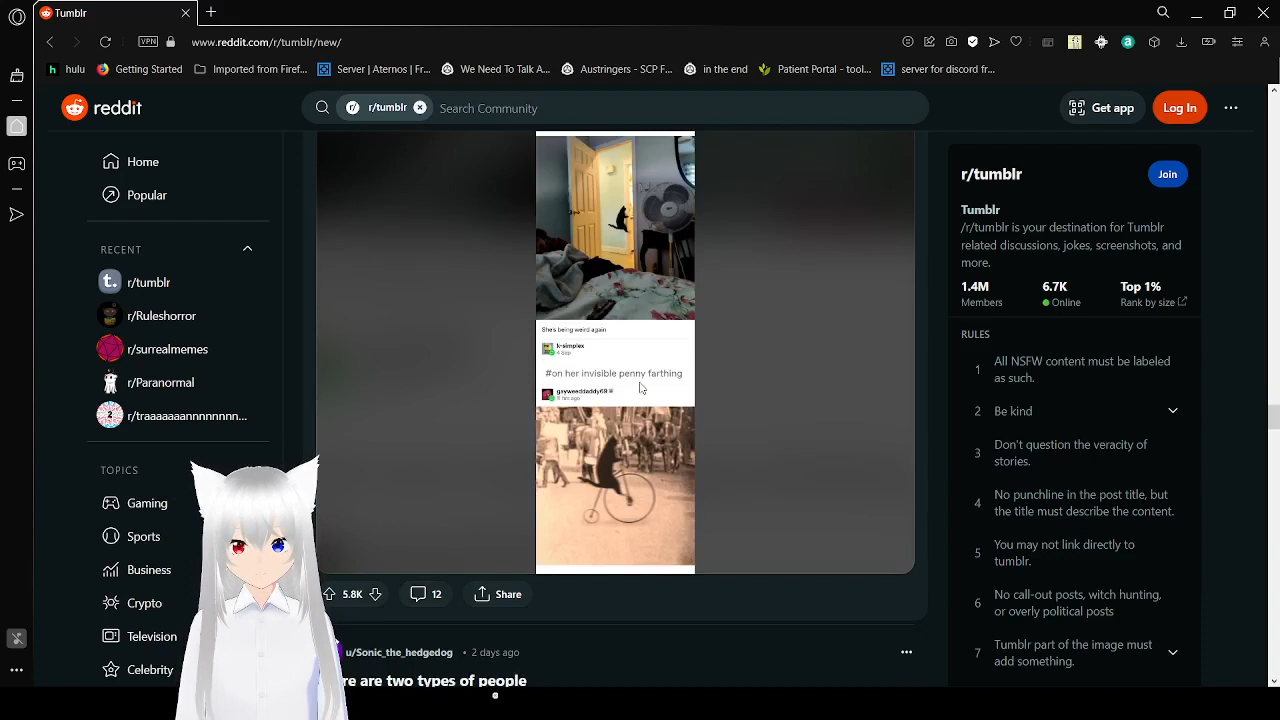 Tumblr
VPN
www.reddit.com/r/tumblr/new/
hulu
Getting Started
Imported from Firef...
Server | Aternos | Fr...
We Need To Talk A...
Austringers - SCP F...
in the end
Patient Portal - tool...
server for discord fr...
reddit
r/tumblr
Search Community
Get app
Log In
Home
Popular
RECENT
r/tumblr
r/Ruleshorror
r/surrealmemes
r/Paranormal
r/traaaaaaannnnnnnn...
TOPICS
Gaming
Sports
Business
Crypto
Television
Celebrity
She's being weird again
k-simplex
4 Sep
#on her invisible penny farthing
gayweeddaddy69
hr ago
5.8K
12
Share
u/Sonic_the_hedgedog
• 2 days ago
re are two types of people
r/tumblr
Join
Tumblr
/r/tumblr is your destination for Tumblr
related discussions, jokes, screenshots, and
more.
1.4M
Members
6.7K
Online
Top 1%
Rank by size
RULES
1
All NSFW content must be labeled
as such.
2
Be kind
3
Don't question the veracity of
stories.
4
No punchline in the post title, but
the title must describe the content.
5
You may not link directly to
tumblr.
6
No call-out posts, witch hunting,
or overly political posts
7
Tumblr part of the image must
add something.